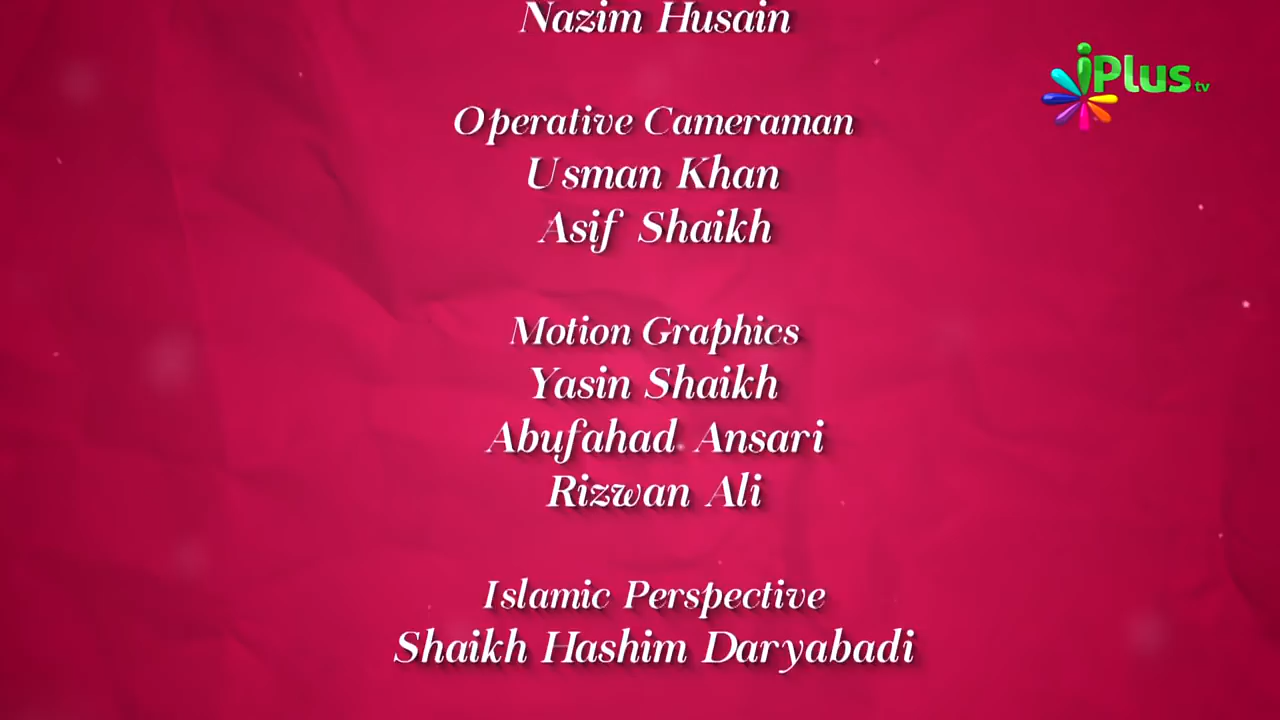 Nazim Husain
iPlus tv
Operative Cameraman
Usman Khan
Asif Shaikh
Motion Graphics
Yasin Shaikh
Abufahad Ansari
Rizwan Ali
Islamic Perspective
Shaikh Hashim Daryabadi